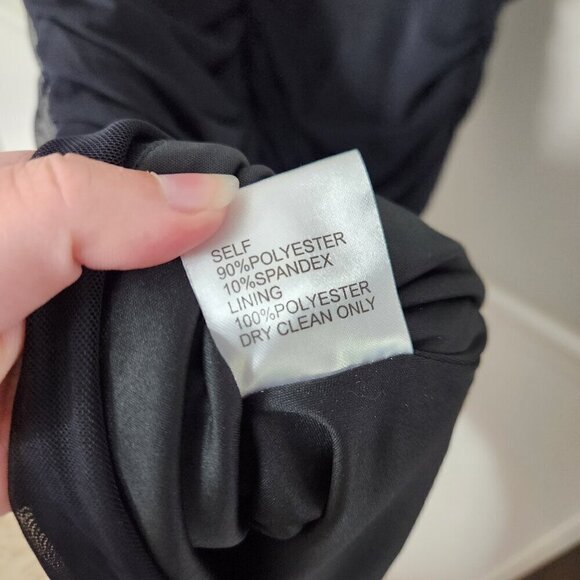 SELF
90%POLYESTER
10%SPANDEX
LINING
100%POLYESTER
DRY CLEAN ONLY